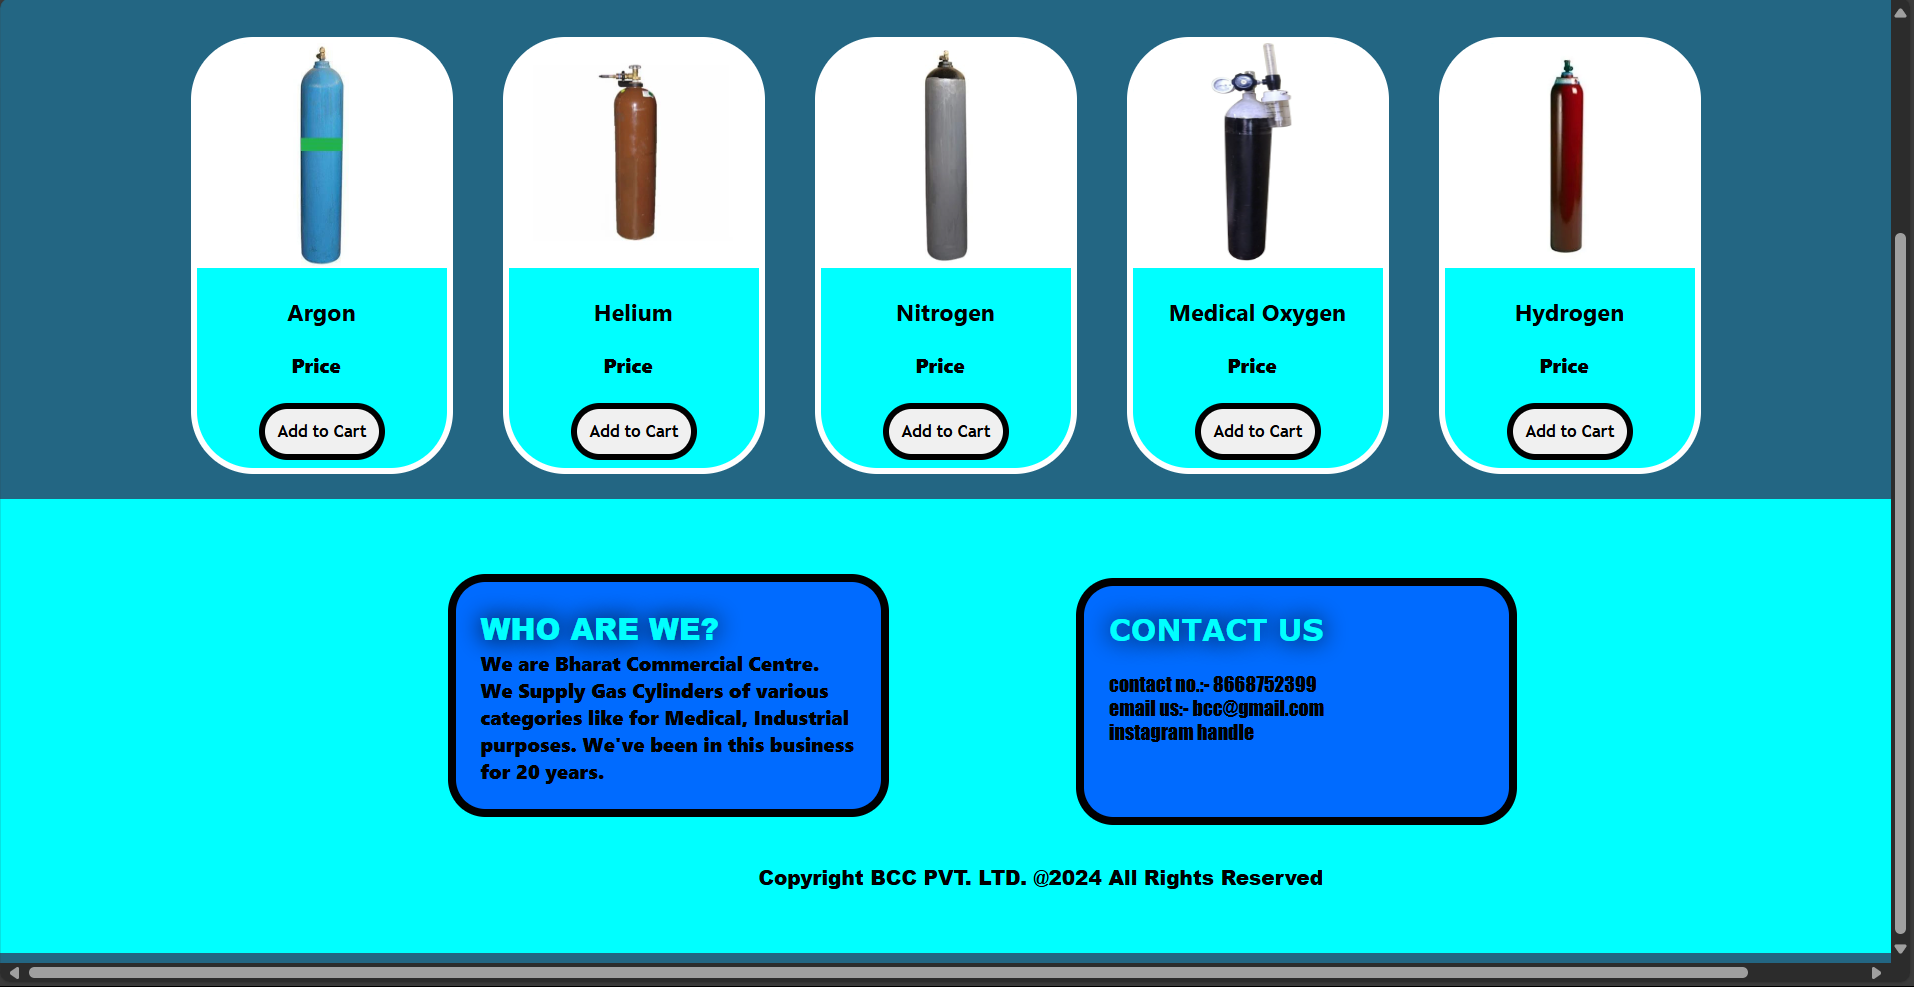 Argon
Helium
Nitrogen
Medical Oxygen
Hydrogen
Price
Price
Price
Price
Price
Add to Cart
Add to Cart
Add to Cart
Add to Cart
Add to Cart
WHO ARE WE?
We are Bharat Commercial Centre.
We Supply Gas Cylinders of various
categories like for Medical, Industrial
purposes. We've been in this business
for 20 years.
CONTACT US
contact no.:- 8668752399
email us:- bcc@gmail.com
instagram handle
Copyright BCC PVT. LTD. @2024 All Rights Reserved